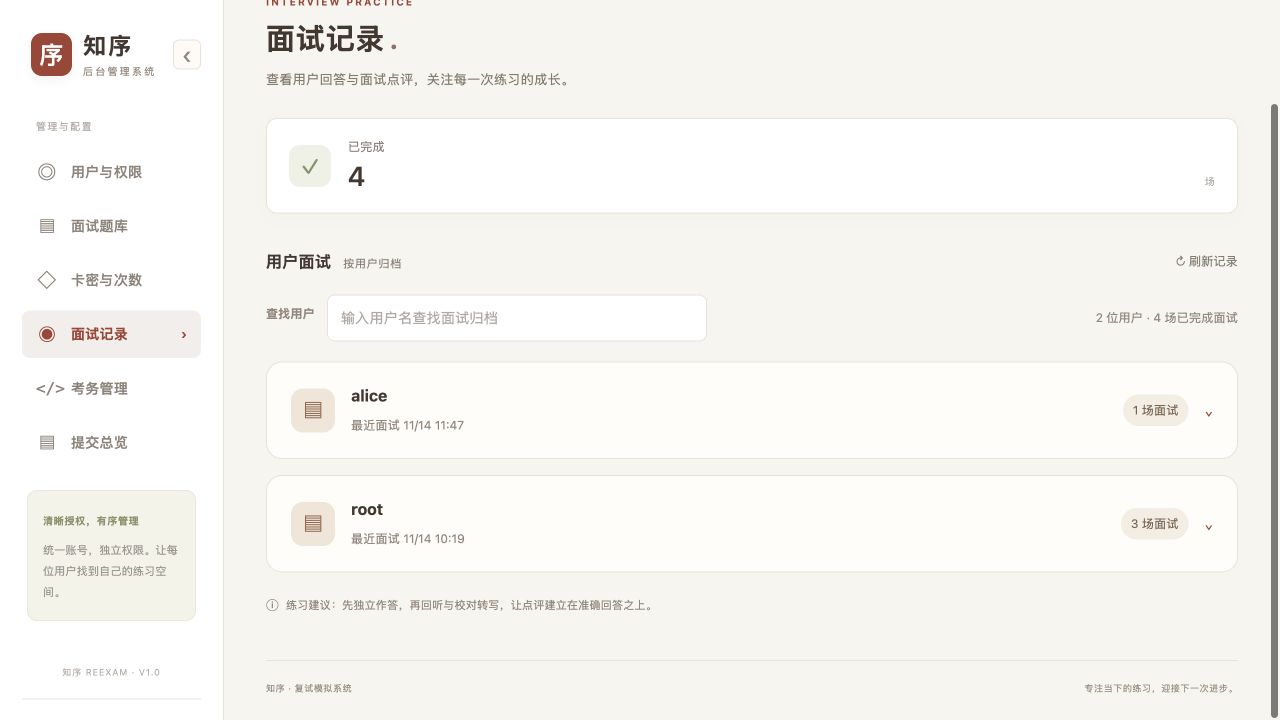 序
知序
后台管理系统
‹
管理与配置
用户与权限
面试题库
卡密与次数
面试记录
›
</> 考务管理
提交总览
清晰授权，有序管理
统一账号，独立权限。让每
位用户找到自己的练习空
间。
知序 REEXAM · V1.0
INTERVIEW PRACTICE
面试记录.
查看用户回答与面试点评，关注每一次练习的成长。
已完成
4
场
用户面试 按用户归档
↻ 刷新记录
查找用户
输入用户名查找面试归档
2 位用户 · 4 场已完成面试
alice
最近面试 11/14 11:47
1 场面试
root
最近面试 11/14 10:19
3 场面试
ⓘ 练习建议：先独立作答，再回听与校对转写，让点评建立在准确回答之上。
知序 · 复试模拟系统
专注当下的练习，迎接下一次进步。